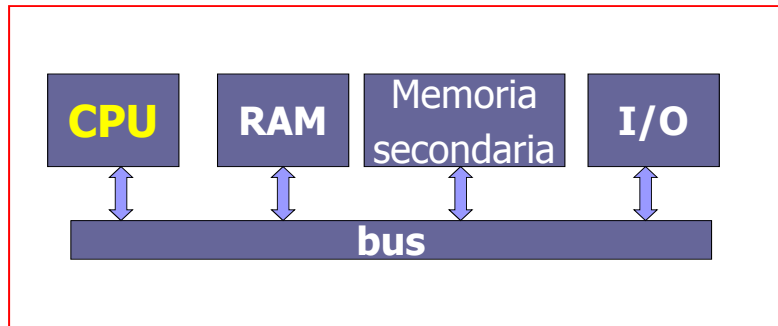 CPU
RAM
Memoria
secondaria
I/O
bus